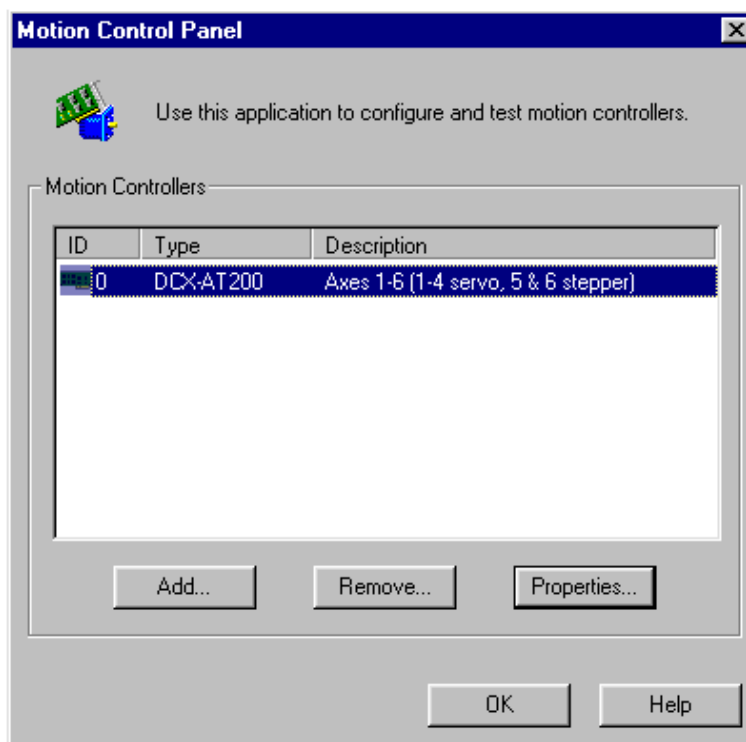 Motion Control Panel
Use this application to configure and test motion controllers.
Motion Controllers
ID Type Description
0 DCX-AT200 Axes 1-6 (1-4 servo, 5 & 6 stepper)
Add... Remove... Properties...
OK Help